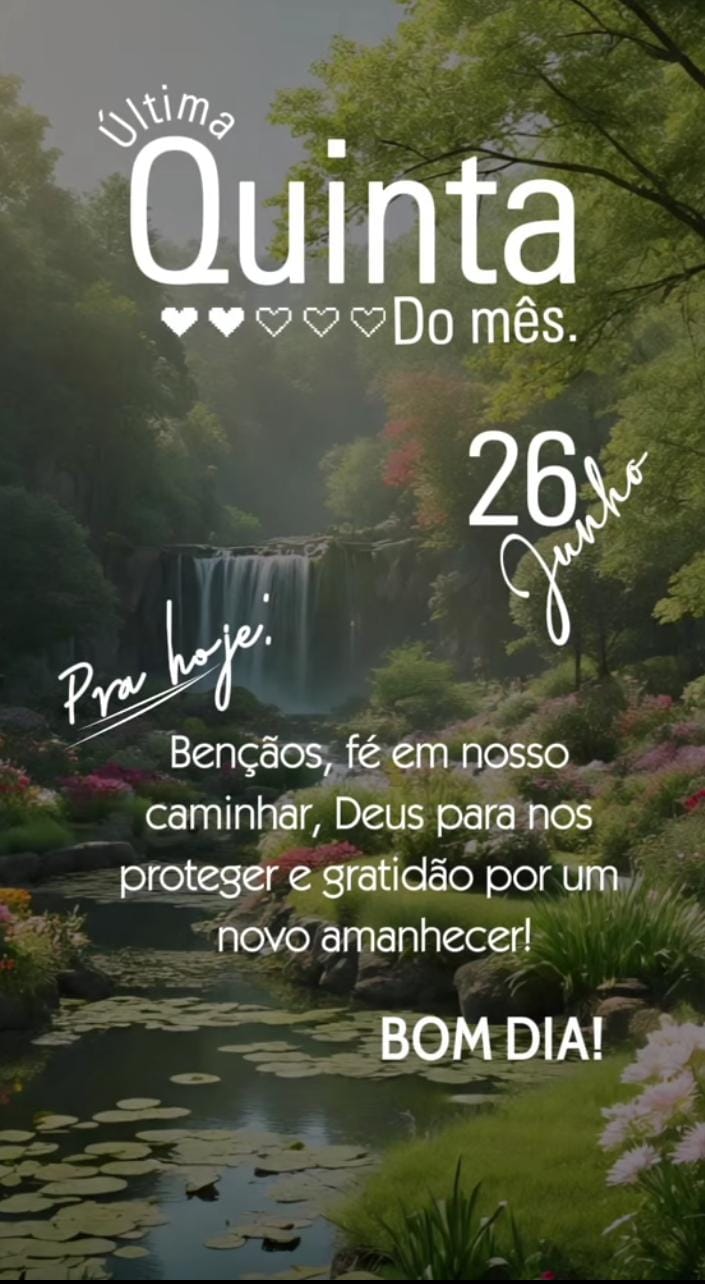 Última
Quinta
Do mês.
26
Junho
Pra hoje:
Bençãos, fé em nosso
caminhar, Deus para nos
proteger e gratidão por um
novo amanhecer!
BOM DIA!